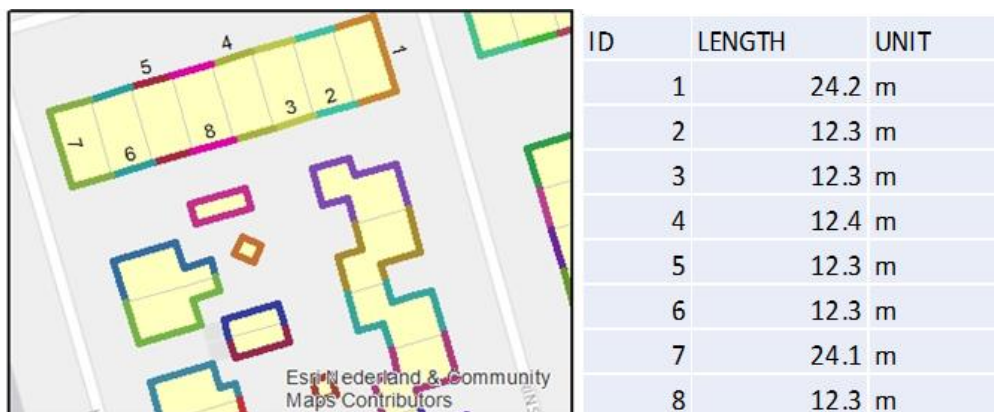 4
5
1
7
6
8
3
2
Esri Nederland & Community
Maps Contributors
ID LENGTH UNIT
1 24.2 m
2 12.3 m
3 12.3 m
4 12.4 m
5 12.3 m
6 12.3 m
7 24.1 m
8 12.3 m